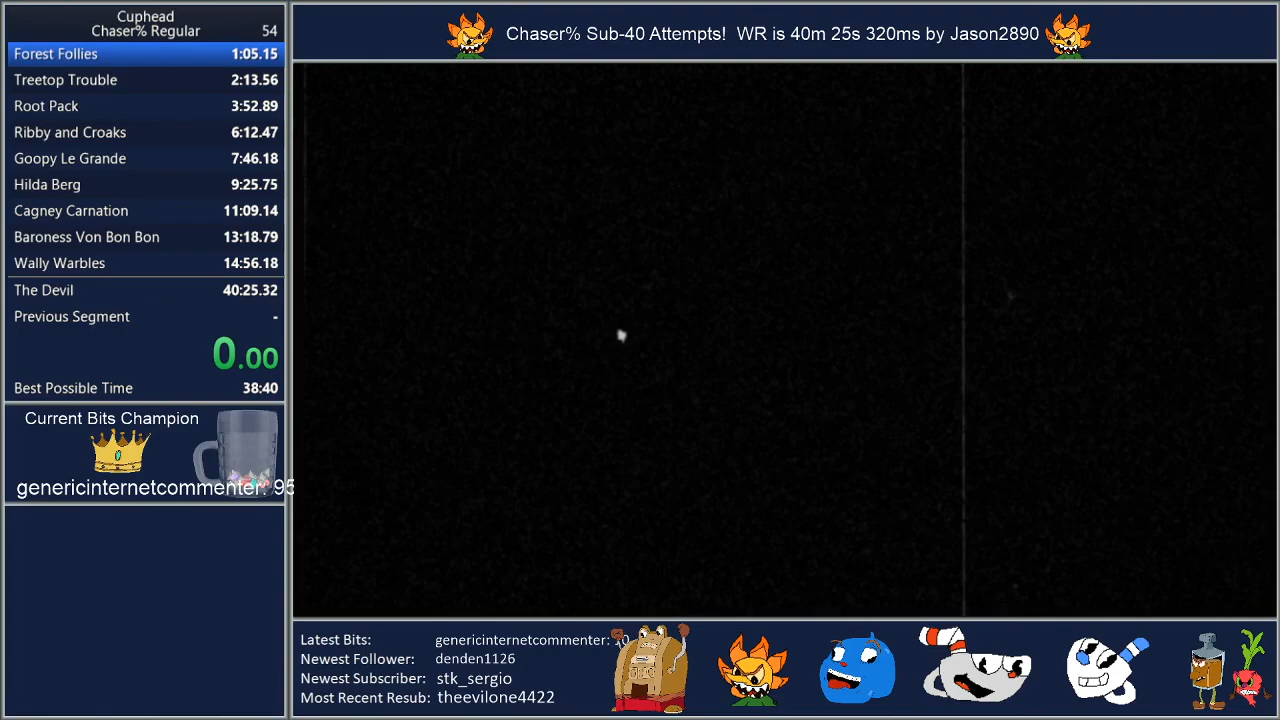 Cuphead
Chaser% Regular 54
Forest Follies 1:05.15
Treetop Trouble 2:13.56
Root Pack 3:52.89
Ribby and Croaks 6:12.47
Goopy Le Grande 7:46.18
Hilda Berg 9:25.75
Cagney Carnation 11:09.14
Baroness Von Bon Bon 13:18.79
Wally Warbles 14:56.18
The Devil 40:25.32
Previous Segment -
0.00
Best Possible Time 38:40
Current Bits Champion
genericinternetcommenter: 95
Chaser% Sub-40 Attempts! WR is 40m 25s 320ms by Jason2890
Latest Bits: genericinternetcommenter:
Newest Follower: denden1126
Newest Subscriber: stk_sergio
Most Recent Resub: theevilone4422